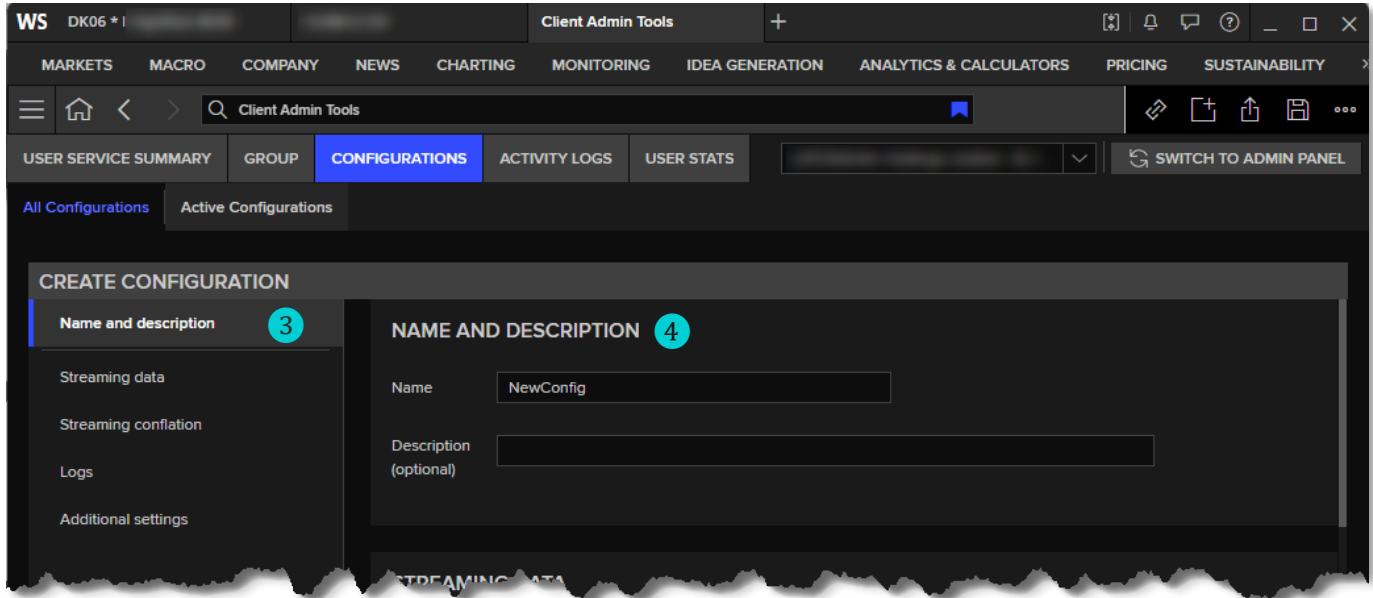 WS DK06 * Client Admin Tools
MARKETS MACRO COMPANY NEWS CHARTING MONITORING IDEA GENERATION ANALYTICS & CALCULATORS PRICING SUSTAINABILITY
Client Admin Tools
USER SERVICE SUMMARY GROUP CONFIGURATIONS ACTIVITY LOGS USER STATS SWITCH TO ADMIN PANEL
All Configurations Active Configurations
CREATE CONFIGURATION
Name and description 3
Streaming data
Streaming conflation
Logs
Additional settings
NAME AND DESCRIPTION 4
Name NewConfig
Description
(optional)
STREAMING DATA